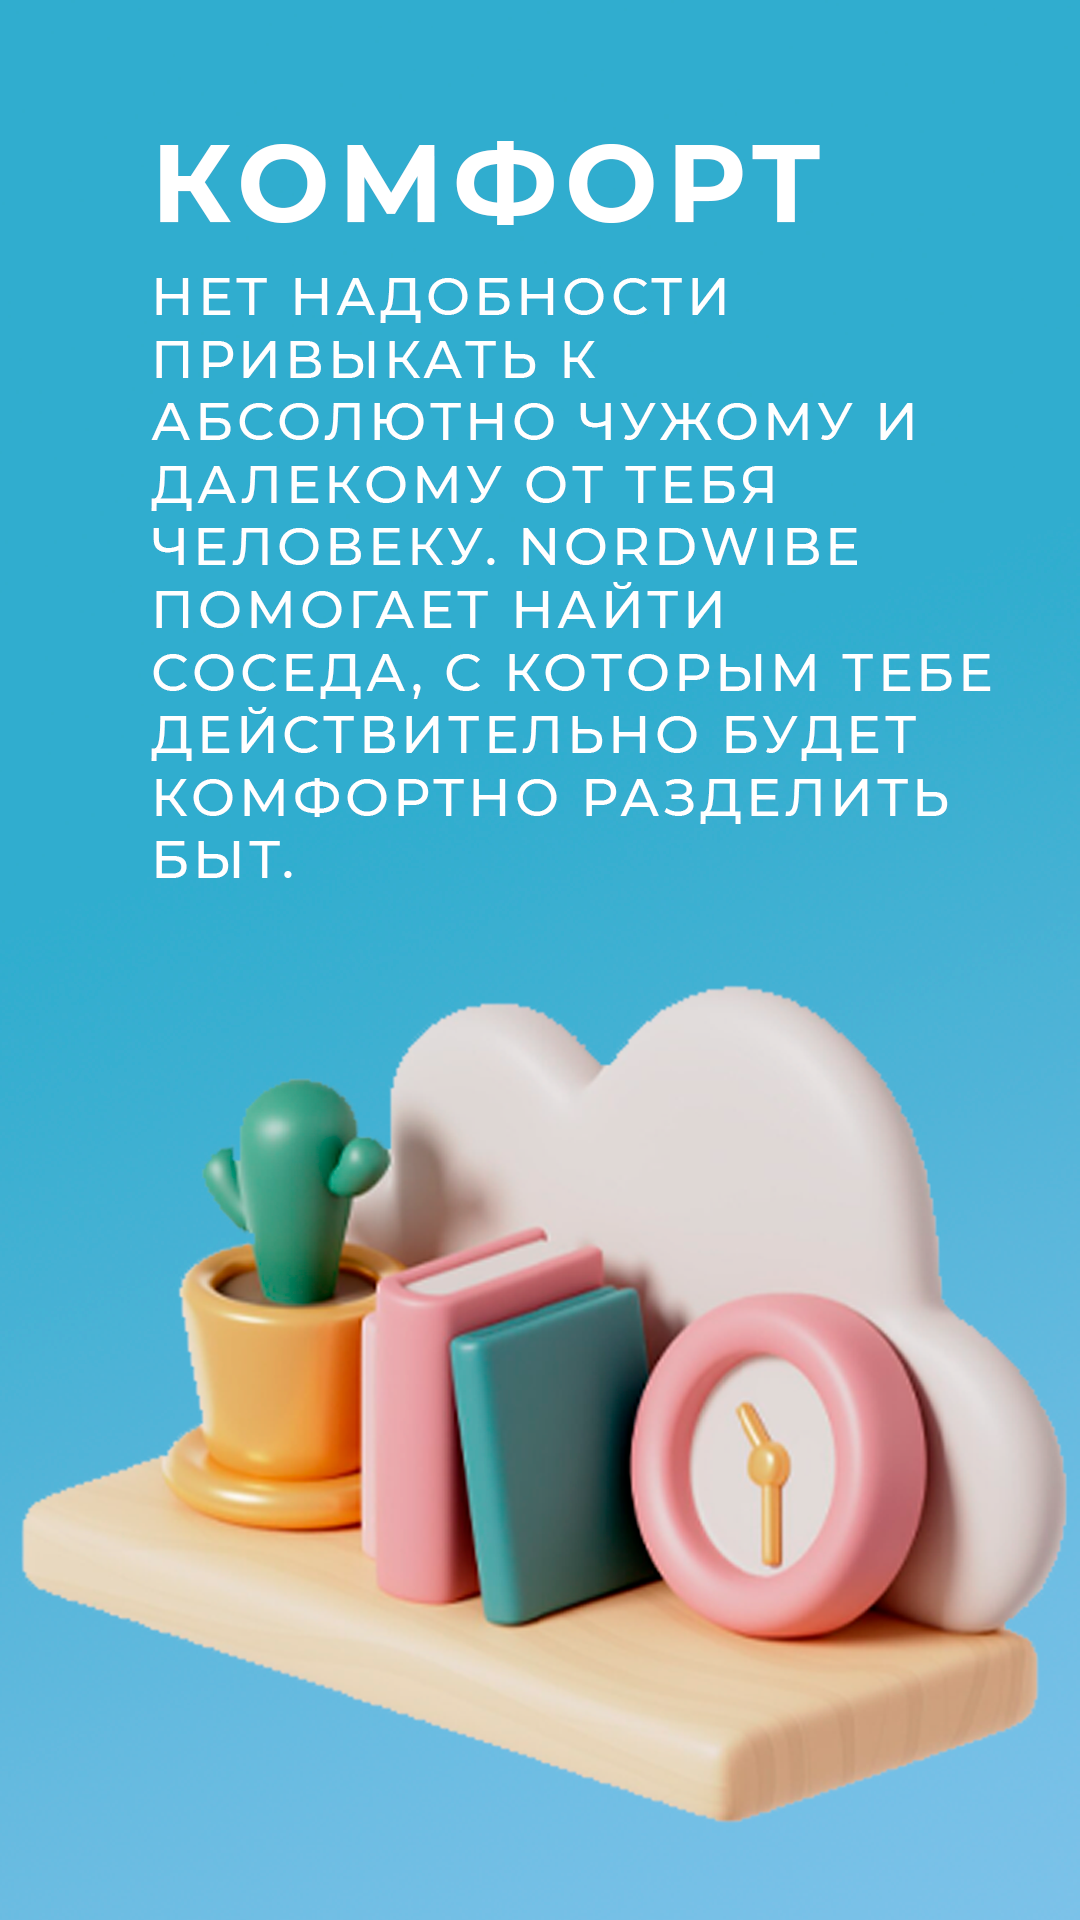 КОМФОРТ
НЕТ НАДОБНОСТИ
ПРИВЫКАТЬ К
АБСОЛЮТНО ЧУЖОМУ И
ДАЛЕКОМУ ОТ ТЕБЯ
ЧЕЛОВЕКУ. NORDWIBE
ПОМОГАЕТ НАЙТИ
СОСЕДА, С КОТОРЫМ ТЕБЕ
ДЕЙСТВИТЕЛЬНО БУДЕТ
КОМФОРТНО РАЗДЕЛИТЬ
БЫТ.